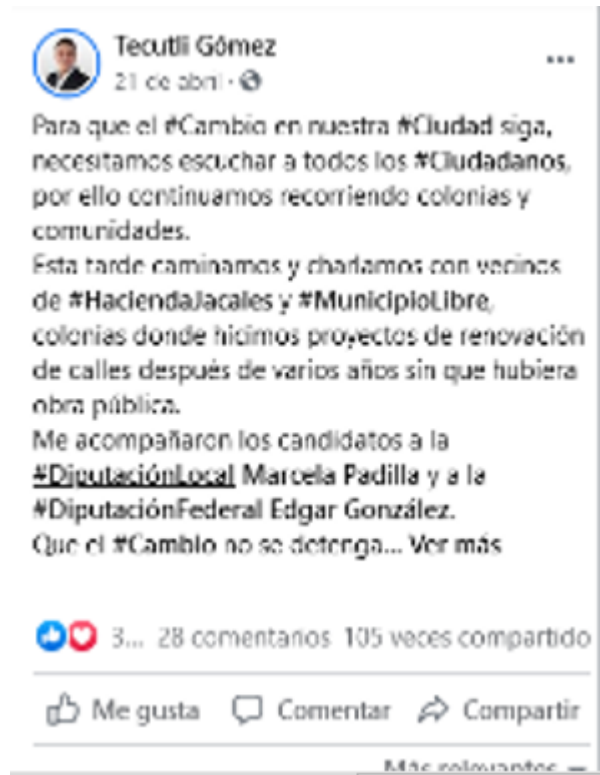 Tecutli Gómez
21 de abril ·
Para que el #Cambio en nuestra #Ciudad siga,
necesitamos escuchar a todos los #Ciudadanos,
por ello continuamos recorriendo colonias y
comunidades.
Esta tarde caminamos y charlamos con vecinos
de #HaciendaJacales y #MunicipioLibre,
colonias donde hicimos proyectos de renovación
de calles después de varios años sin que hubiera
obra pública.
Me acompañaron los candidatos a la
#DiputaciónLocal Marcela Padilla y a la
#DiputaciónFederal Edgar González.
Que el #Cambio no se detenga... Ver más
3... 28 comentarios 105 veces compartido
Me gusta Comentar Compartir
Más relevantes